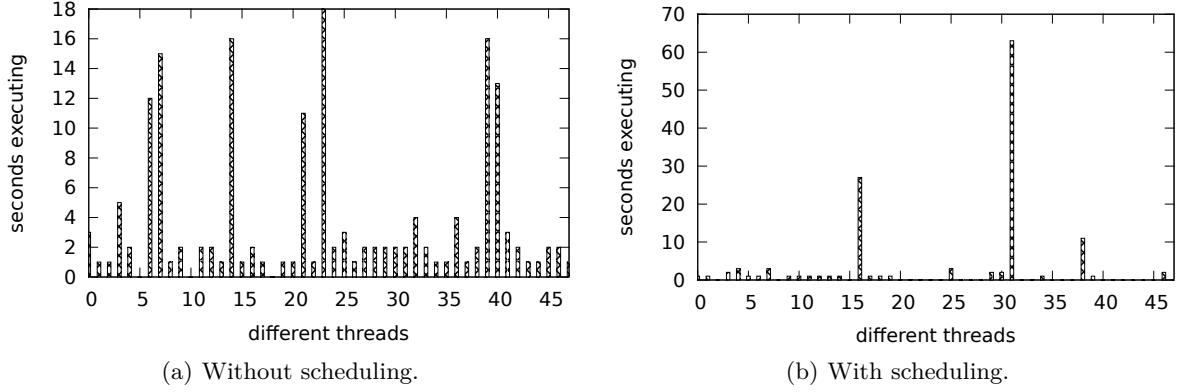 18
16
14
12
10
8
6
4
2
0
seconds executing
0 5 10 15 20 25 30 35 40 45
different threads
(a) Without scheduling.
70
60
50
40
30
20
10
0
seconds executing
0 5 10 15 20 25 30 35 40 45
different threads
(b) With scheduling.